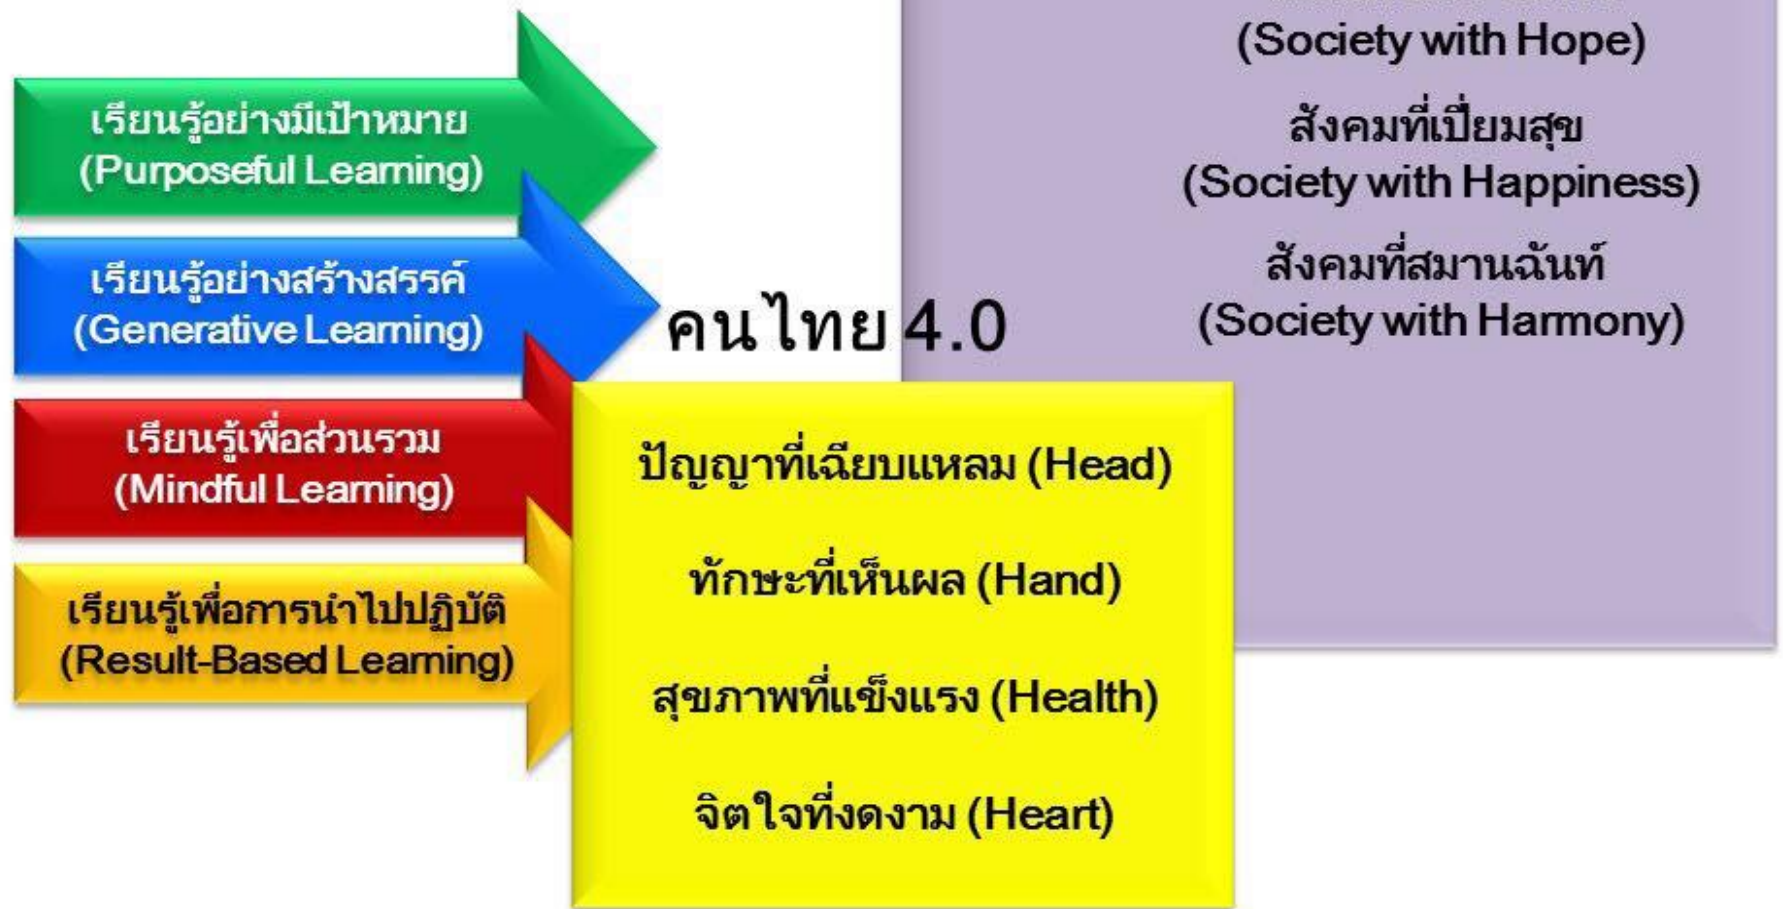 เรียนรู้อย่างมีเป้าหมาย
(Purposeful Learning)
เรียนรู้อย่างสร้างสรรค์
(Generative Learning)
เรียนรู้เพื่อส่วนรวม
(Mindful Learning)
เรียนรู้เพื่อการนำไปปฏิบัติ
(Result-Based Learning)
(Society with Hope)
สังคมที่เปี่ยมสุข
(Society with Happiness)
สังคมที่สมานฉันท์
(Society with Harmony)
คนไทย 4.0
ปัญญาที่เฉียบแหลม (Head)
ทักษะที่เห็นผล (Hand)
สุขภาพที่แข็งแรง (Health)
จิตใจที่งดงาม (Heart)